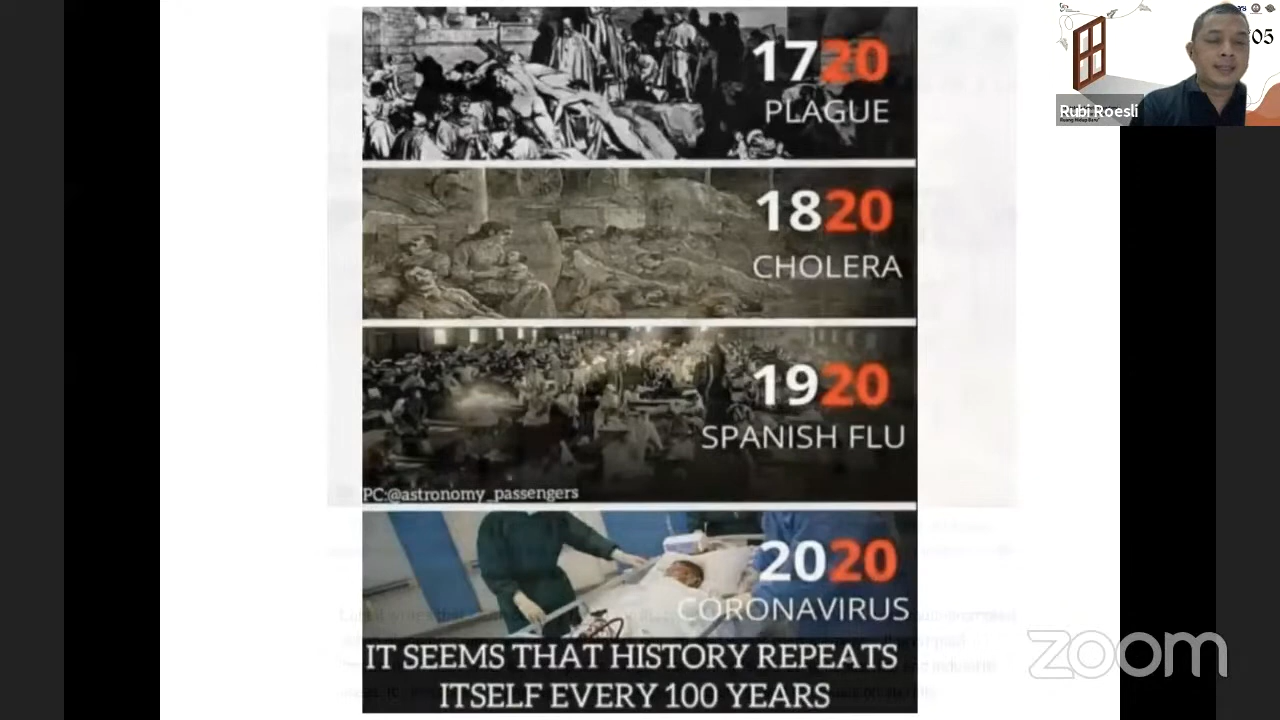 1720
PLAGUE
1820
CHOLERA
1920
SPANISH FLU
PC:@astronomy_passengers
2020
CORONAVIRUS
IT SEEMS THAT HISTORY REPEATS
ITSELF EVERY 100 YEARS
05
Rubi Roesli
zoom